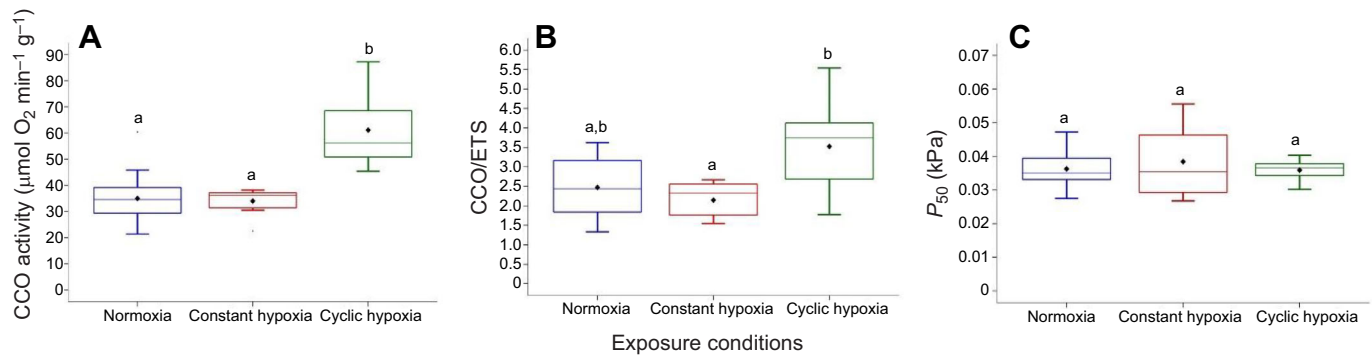 A
CCO activity (µmol O₂ min⁻¹ g⁻¹)
90
80
70
60
50
40
30
20
10
0
a
a
b
Normoxia
Constant hypoxia
Cyclic hypoxia
B
CCO/ETS
6.0
5.5
5.0
4.5
4.0
3.5
3.0
2.5
2.0
1.5
1.0
0.5
0
a,b
a
b
Normoxia
Constant hypoxia
Cyclic hypoxia
Exposure conditions
C
P₅₀ (kPa)
0.07
0.06
0.05
0.04
0.03
0.02
0.01
0
a
a
a
Normoxia
Constant hypoxia
Cyclic hypoxia